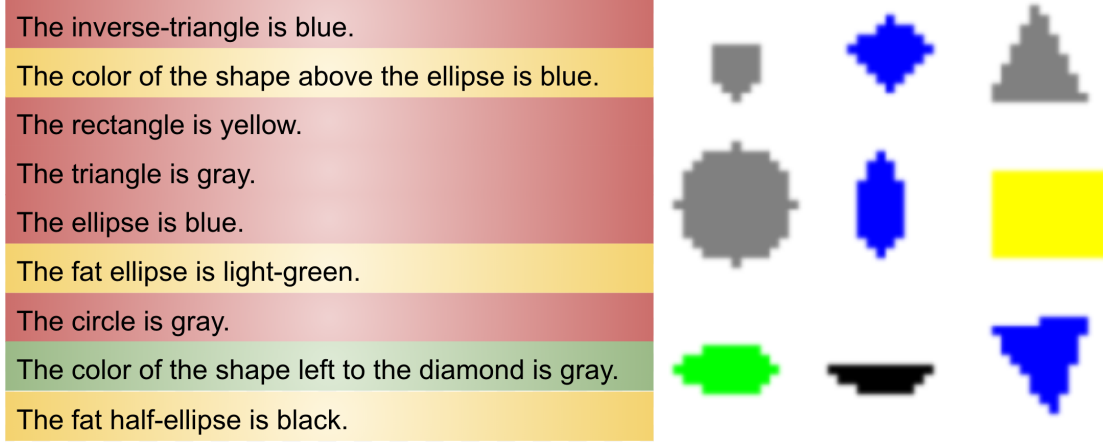 The inverse-triangle is blue.
The color of the shape above the ellipse is blue.
The rectangle is yellow.
The triangle is gray.
The ellipse is blue.
The fat ellipse is light-green.
The circle is gray.
The color of the shape left to the diamond is gray.
The fat half-ellipse is black.